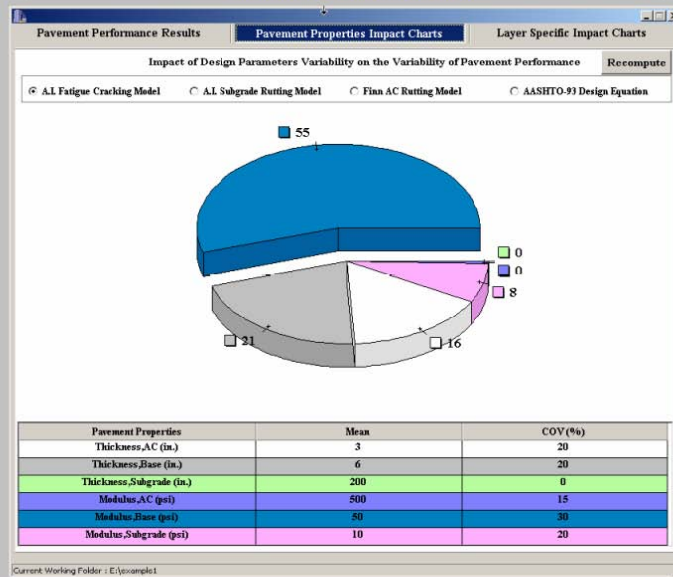 Pavement Performance Results
Pavement Properties Impact Charts
Layer Specific Impact Charts
Impact of Design Parameters Variability on the Variability of Pavement Performance
Recompute
A.I. Fatigue Cracking Model
A.I. Subgrade Rutting Model
Finn AC Rutting Model
AASHTO-93 Design Equation
55
0
0
8
21
16
Pavement Properties Mean COV(%)
Thickness,AC (in.) 3 20
Thickness,Base (in.) 6 20
Thickness,Subgrade (in.) 200 0
Modulus,AC (psi) 500 15
Modulus,Base (psi) 50 30
Modulus,Subgrade (psi) 10 20
Current Working Folder : E:\example1